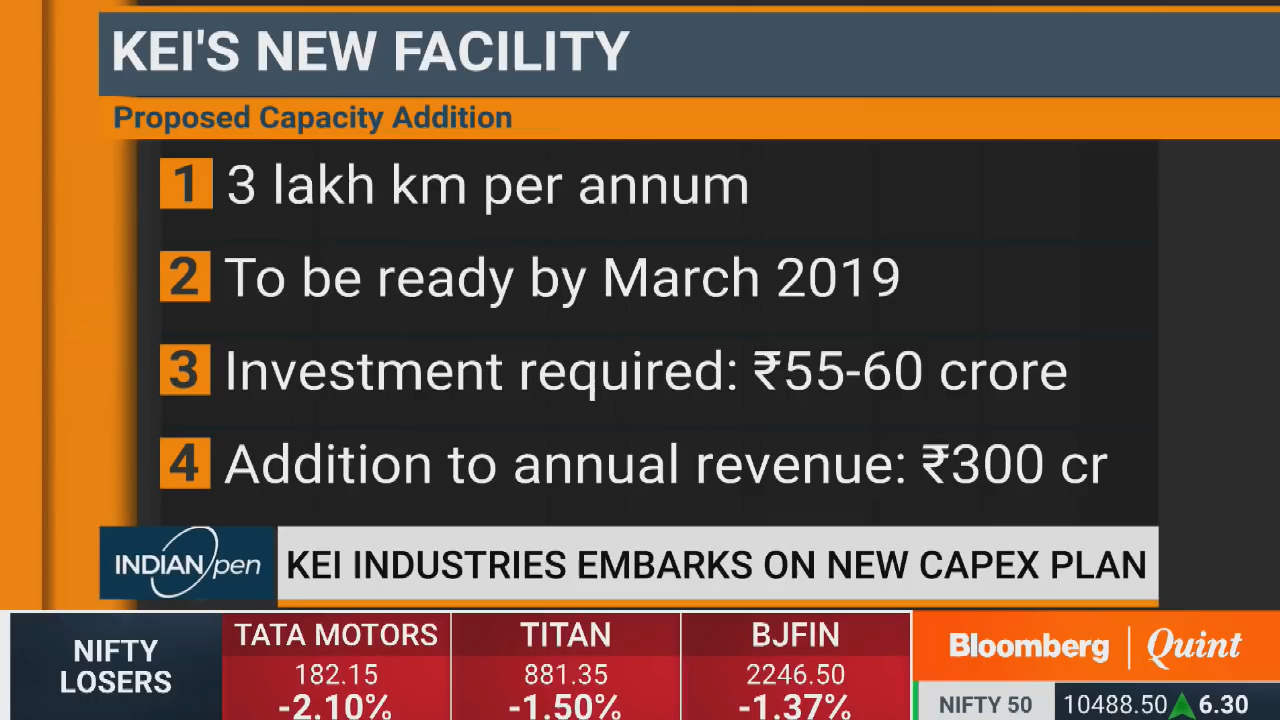 KEI'S NEW FACILITY
Proposed Capacity Addition
1 3 lakh km per annum
2 To be ready by March 2019
3 Investment required: ₹55-60 crore
4 Addition to annual revenue: ₹300 cr
INDIAN Open
KEI INDUSTRIES EMBARKS ON NEW CAPEX PLAN
NIFTY LOSERS
TATA MOTORS
182.15
-2.10%
TITAN
881.35
-1.50%
BJFIN
2246.50
-1.37%
Bloomberg | Quint
NIFTY 50 10488.50 ▲ 6.30